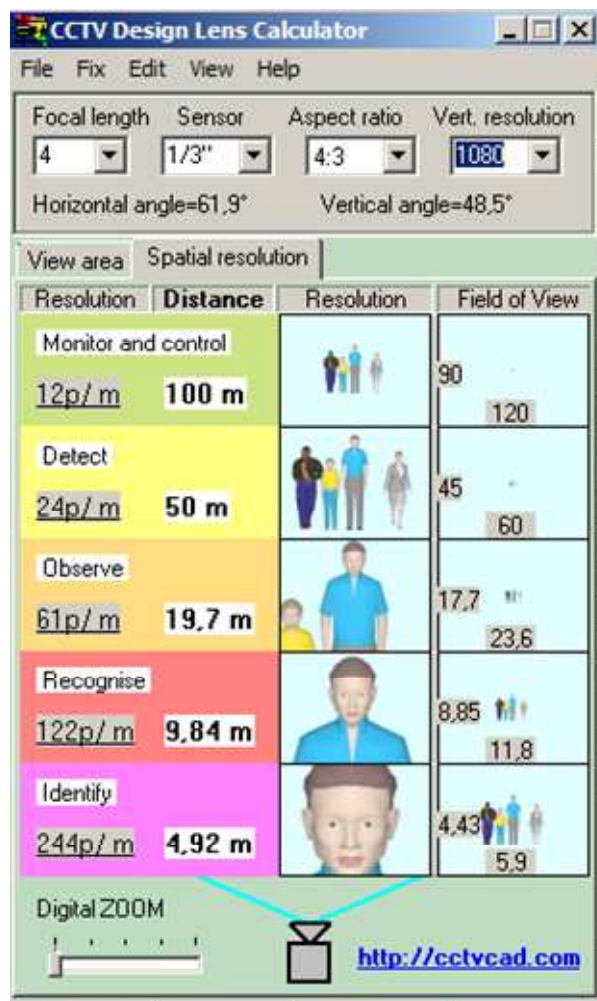 CCTV Design Lens Calculator
File Fix Edit View Help
Focal length Sensor Aspect ratio Vert. resolution
4 1/3" 4:3 1080
Horizontal angle=61,9° Vertical angle=48,5°
View area Spatial resolution
Resolution Distance Resolution Field of View
Monitor and control
12p/ m 100 m
90
120
Detect
24p/ m 50 m
45
60
Observe
61p/ m 19,7 m
17,7
23,6
Recognise
122p/ m 9,84 m
8,85
11,8
Identify
244p/ m 4,92 m
4,43
5,9
Digital ZOOM
http://cctvcad.com